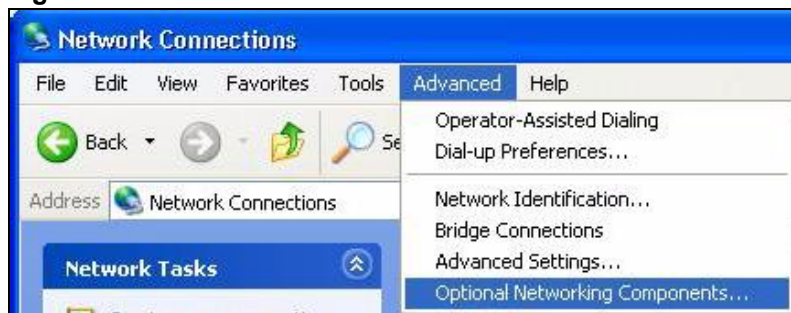 Network Connections
File Edit View Favorites Tools Advanced Help
Operator-Assisted Dialing
Back
Dial-up Preferences...
Address Network Connections
Network Identification...
Bridge Connections
Network Tasks
Advanced Settings...
Optional Networking Components...